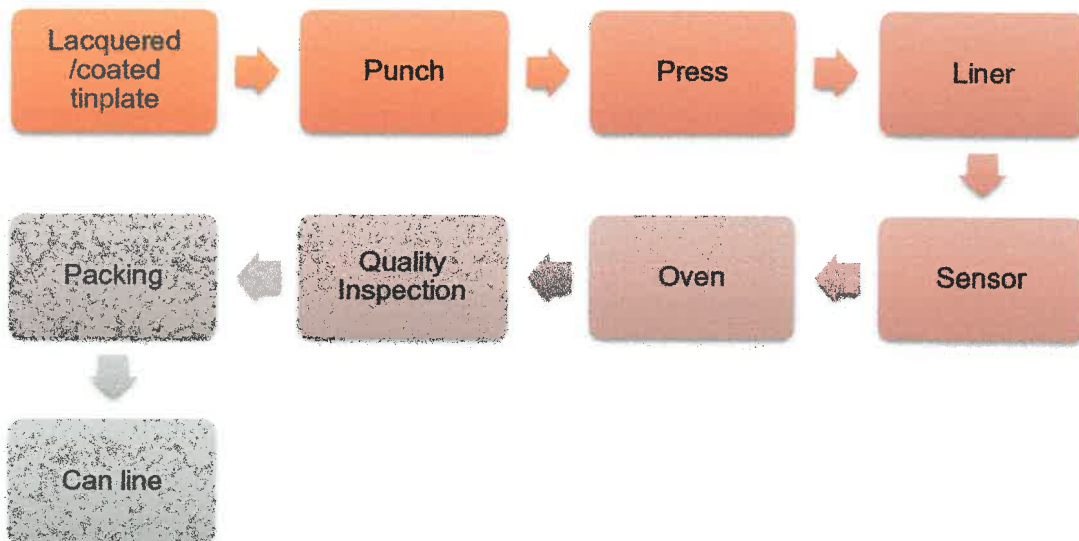 Lacquered
/coated
tinplate
Punch
Press
Liner
Sensor
Oven
Quality
Inspection
Packing
Can line